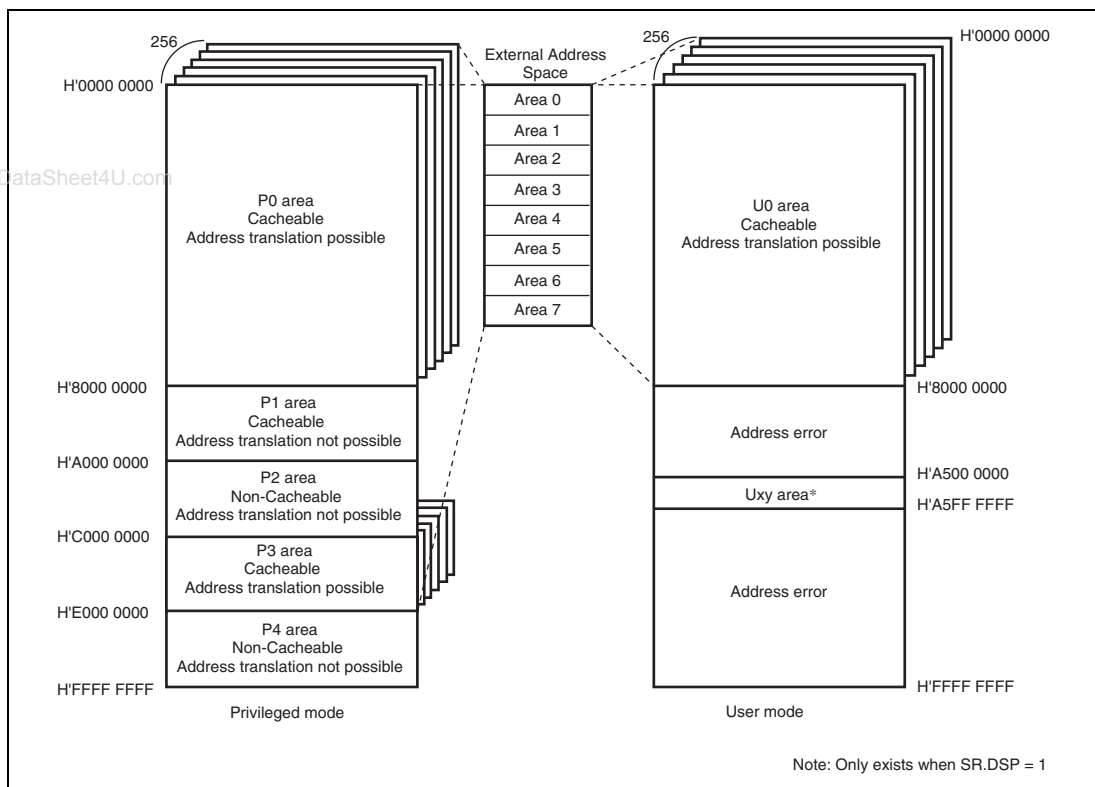 256
H'0000 0000
DataSheet4U.com
P0 area
Cacheable
Address translation possible
H'8000 0000
P1 area
Cacheable
Address translation not possible
H'A000 0000
P2 area
Non-Cacheable
Address translation not possible
H'C000 0000
P3 area
Cacheable
Address translation possible
H'E000 0000
P4 area
Non-Cacheable
Address translation not possible
H'FFFF FFFF
Privileged mode
External Address
Space
Area 0
Area 1
Area 2
Area 3
Area 4
Area 5
Area 6
Area 7
256
H'0000 0000
U0 area
Cacheable
Address translation possible
H'8000 0000
Address error
H'A500 0000
Uxy area*
H'A5FF FFFF
Address error
H'FFFF FFFF
User mode
Note: Only exists when SR.DSP = 1